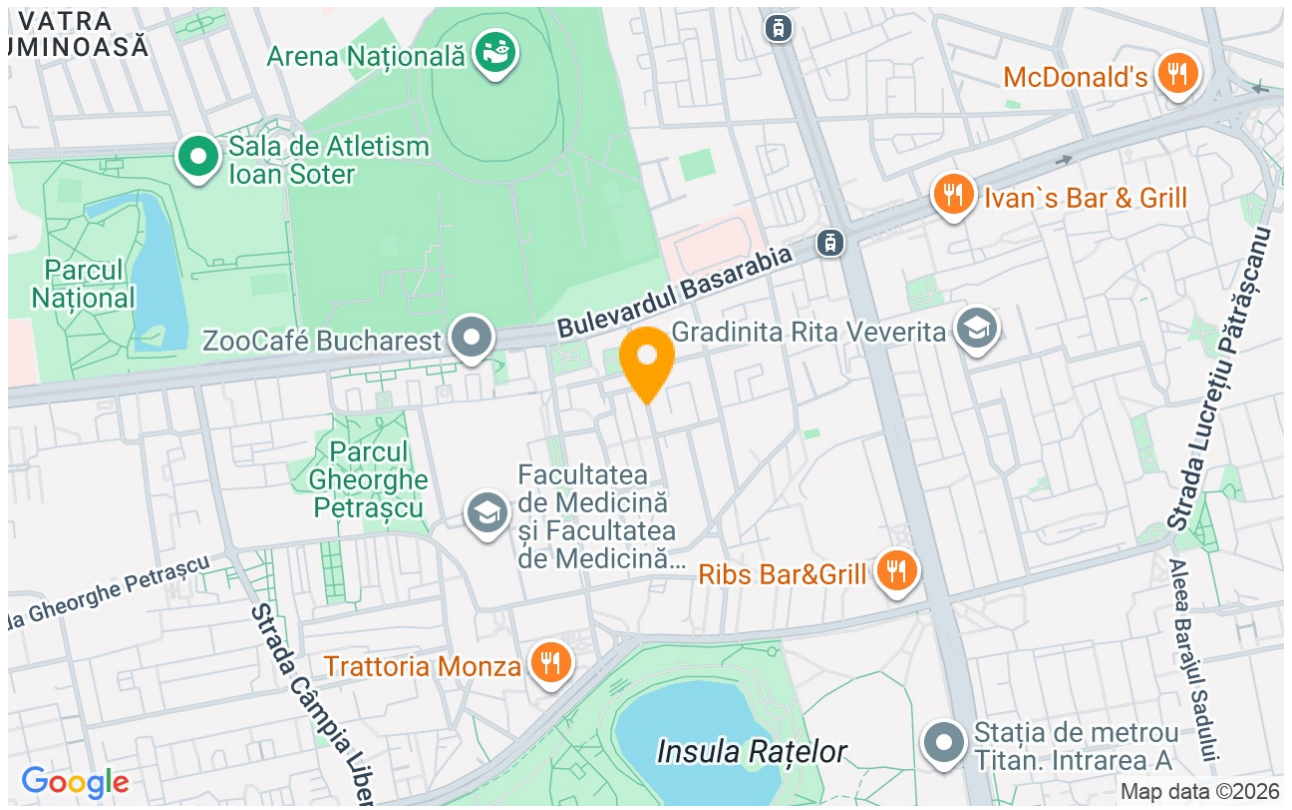 VATRA
UMINOASĂ
Arena Națională
McDonald's
Sala de Atletism
Ioan Soter
Ivan`s Bar & Grill
Parcul
Național
Bulevardul Basarabia
ZooCafé Bucharest
Gradinita Rita Veverita
Strada Lucrețiu Pătrășcanu
Parcul
Gheorghe
Petrașcu
Facultatea
de Medicină
și Facultatea
de Medicină...
da Gheorghe Petrașcu
Ribs Bar&Grill
Aleea Barajul Sadului
Strada Câmpia Liber
Trattoria Monza
Insula Rațelor
Stația de metrou
Titan. Intrarea A
Google
Map data ©2026